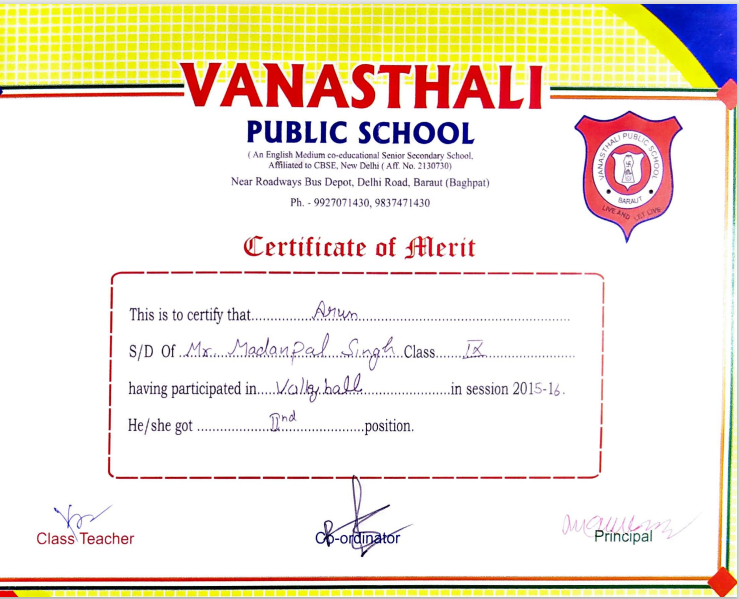 VANASTHALI
PUBLIC SCHOOL
( An English Medium co-educational Senior Secondary School,
Affiliated to CBSE, New Delhi ( Aff. No. 2130730)
Near Roadways Bus Depot, Delhi Road, Baraut (Baghpat)
Ph. - 9927071430, 9837471430
VANASTHALI PUBLIC SCHOOL
BARAUT
LIVE AND LET LIVE
Certificate of Merit
This is to certify that..............Arun..............................................
S/D Of Mr. Madanpal Singh Class........IX........................
having participated in.....Valleyball........................in session 2015-16.
He/she got ....................IInd....................position.
Class Teacher
Co-ordinator
Principal